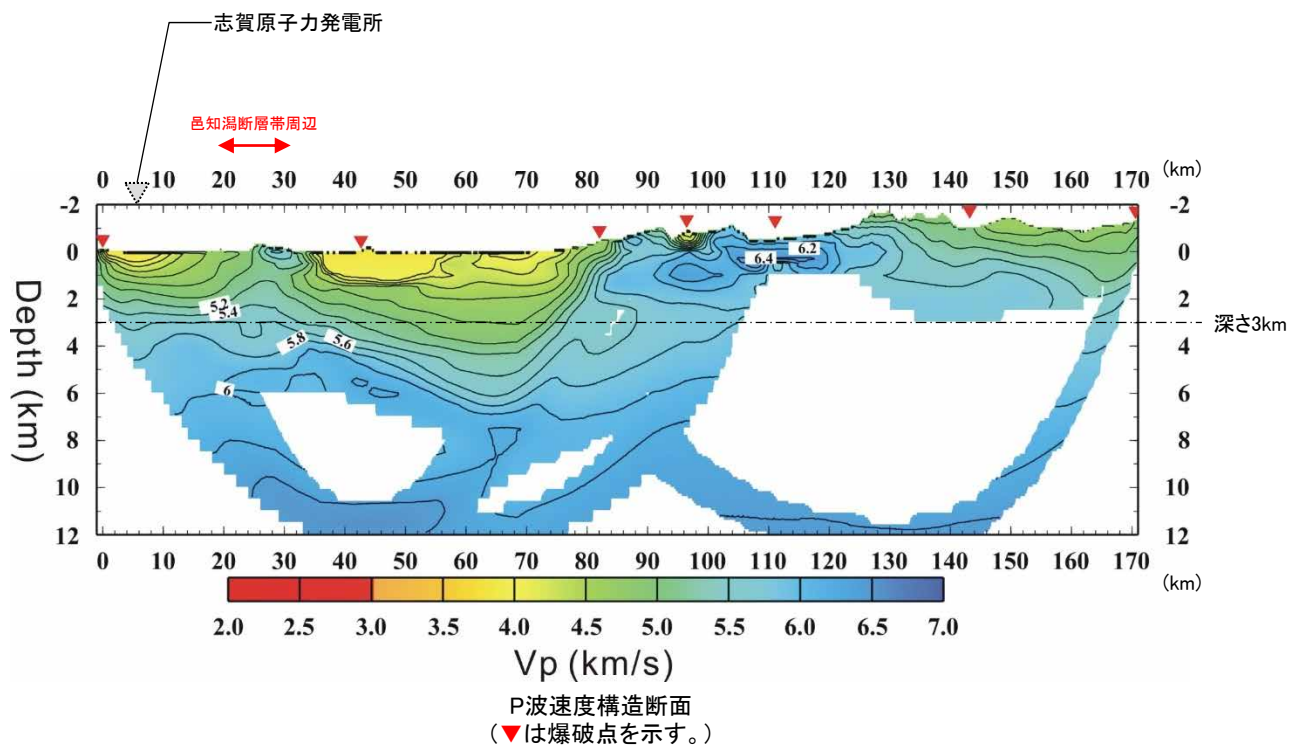 志賀原子力発電所
邑知潟断層帯周辺
0 10 20 30 40 50 60 70 80 90 100 110 120 130 140 150 160 170 (km)
-2 -2
0 0
2 2
4 4
6 6
8 8
10 10
12 12
Depth (km)
6.2
6.4
5.2
5.4
5.8
5.6
6
深さ3km
0 10 20 30 40 50 60 70 80 90 100 110 120 130 140 150 160 170
(km)
2.0 2.5 3.0 3.5 4.0 4.5 5.0 5.5 6.0 6.5 7.0
Vp (km/s)
P波速度構造断面
(▼は爆破点を示す。)